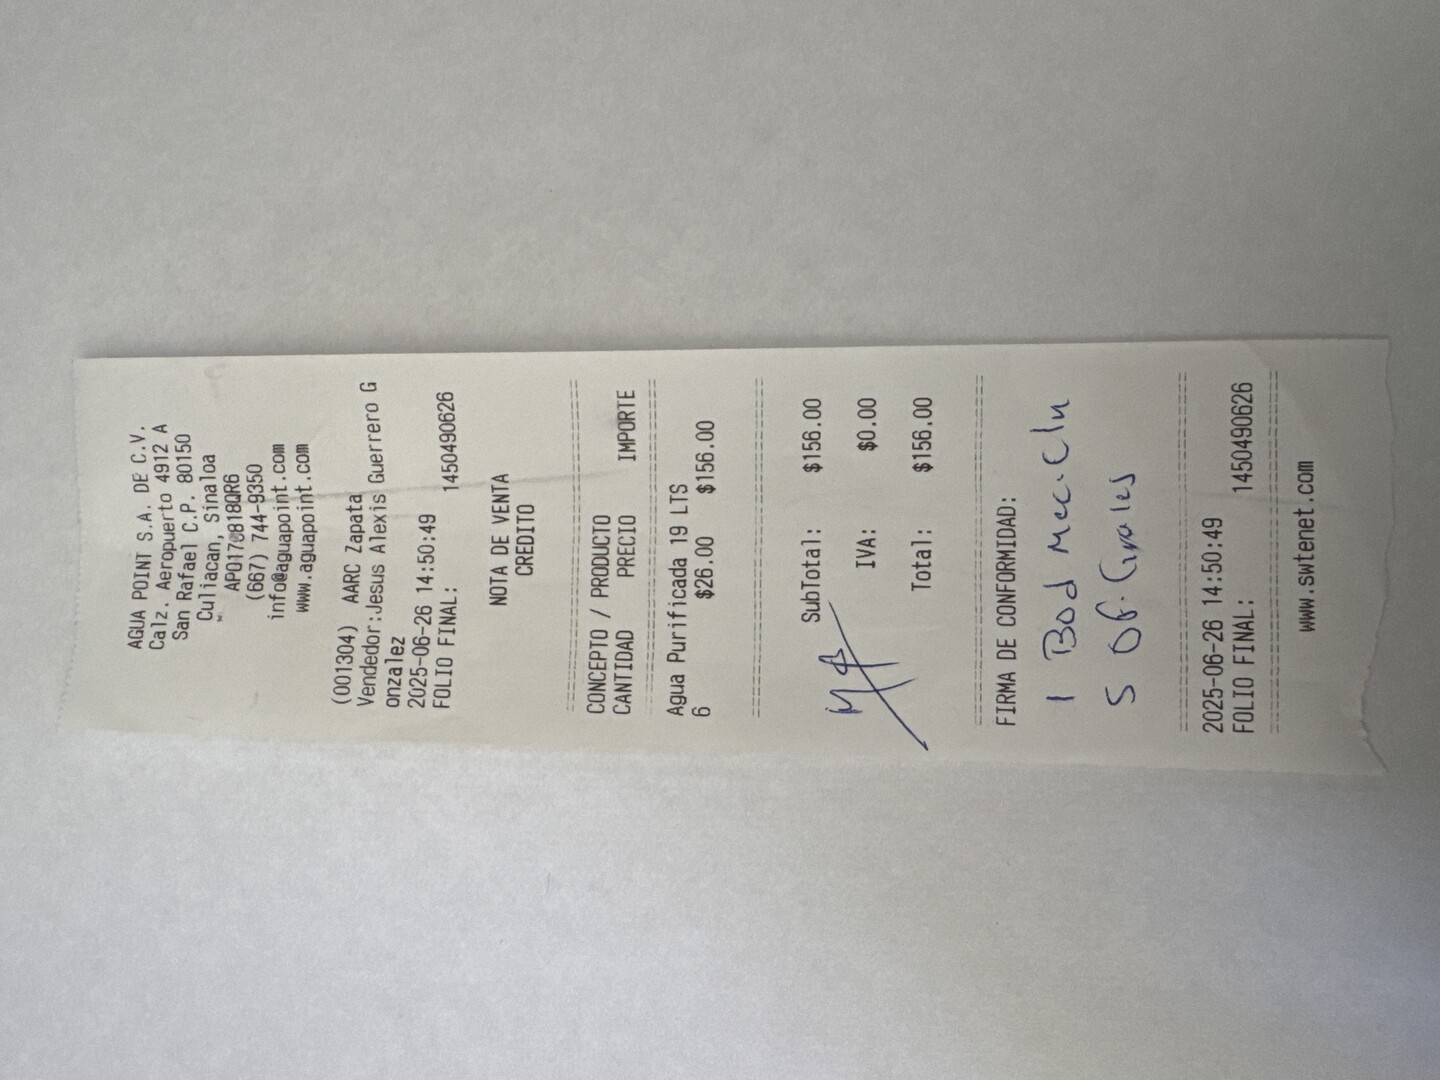 AGUA POINT S.A. DE C.V.
Calz. Aeropuerto 4912 A
San Rafael C.P. 80150
Culiacan, Sinaloa
APO170818QR6
(667) 744-9350
info@aguapoint.com
www.aguapoint.com
(001304) AARC Zapata
Vendedor:Jesus Alexis Guerrero G
onzalez
2025-06-26 14:50:49
FOLIO FINAL: 1450490626
NOTA DE VENTA
CREDITO
CONCEPTO / PRODUCTO
CANTIDAD PRECIO IMPORTE
Agua Purificada 19 LTS
6 $26.00 $156.00
SubTotal: $156.00
IVA: $0.00
Total: $156.00
FIRMA DE CONFORMIDAD:
1 Bod Mec. Cln
5 Of. Grales
2025-06-26 14:50:49
FOLIO FINAL: 1450490626
www.swtenet.com